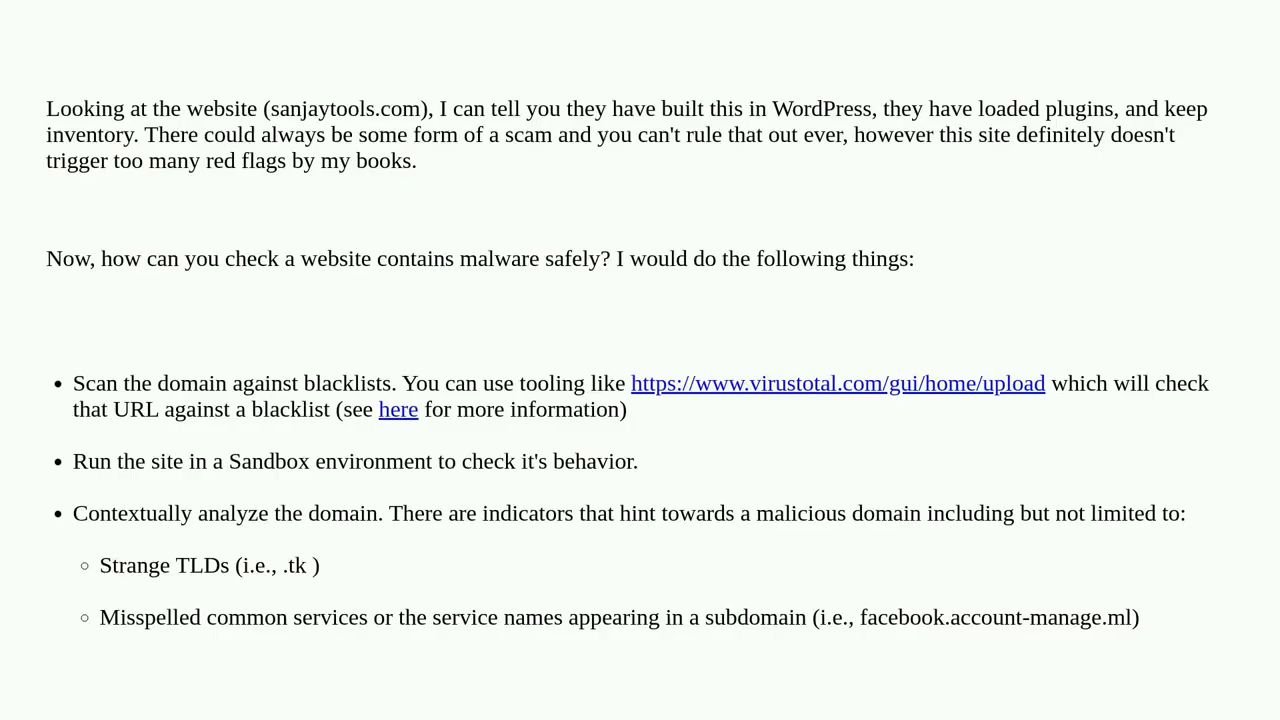 Looking at the website (sanjaytools.com), I can tell you they have built this in WordPress, they have loaded plugins, and keep
inventory. There could always be some form of a scam and you can't rule that out ever, however this site definitely doesn't
trigger too many red flags by my books.
Now, how can you check a website contains malware safely? I would do the following things:
• Scan the domain against blacklists. You can use tooling like https://www.virustotal.com/gui/home/upload which will check
that URL against a blacklist (see here for more information)
• Run the site in a Sandbox environment to check it's behavior.
• Contextually analyze the domain. There are indicators that hint towards a malicious domain including but not limited to:
◦ Strange TLDs (i.e., .tk )
◦ Misspelled common services or the service names appearing in a subdomain (i.e., facebook.account-manage.ml)